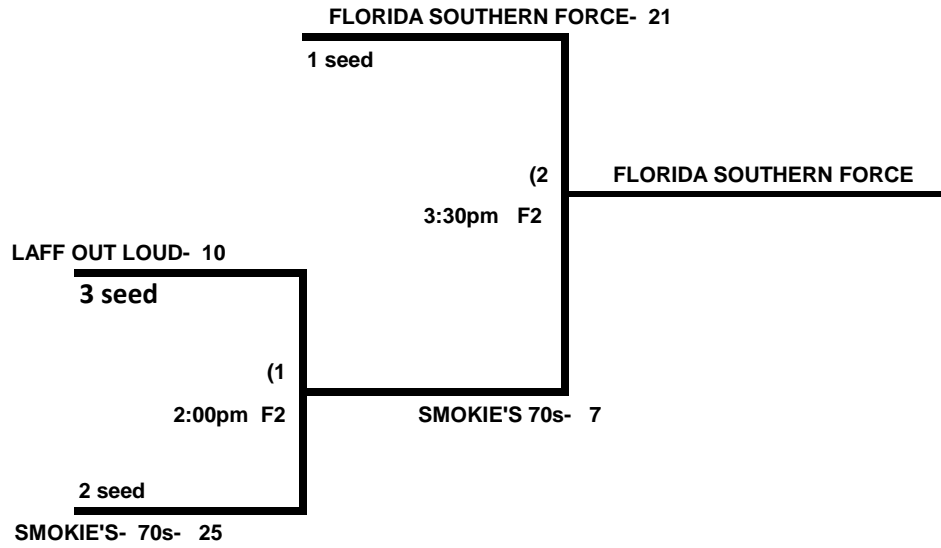 FLORIDA SOUTHERN FORCE-  21
1 seed
(2
FLORIDA SOUTHERN FORCE
3:30pm   F2
LAFF OUT LOUD-  10
3 seed
(1
2:00pm  F2
SMOKIE'S 70s-   7
2 seed
SMOKIE'S-  70s-   25